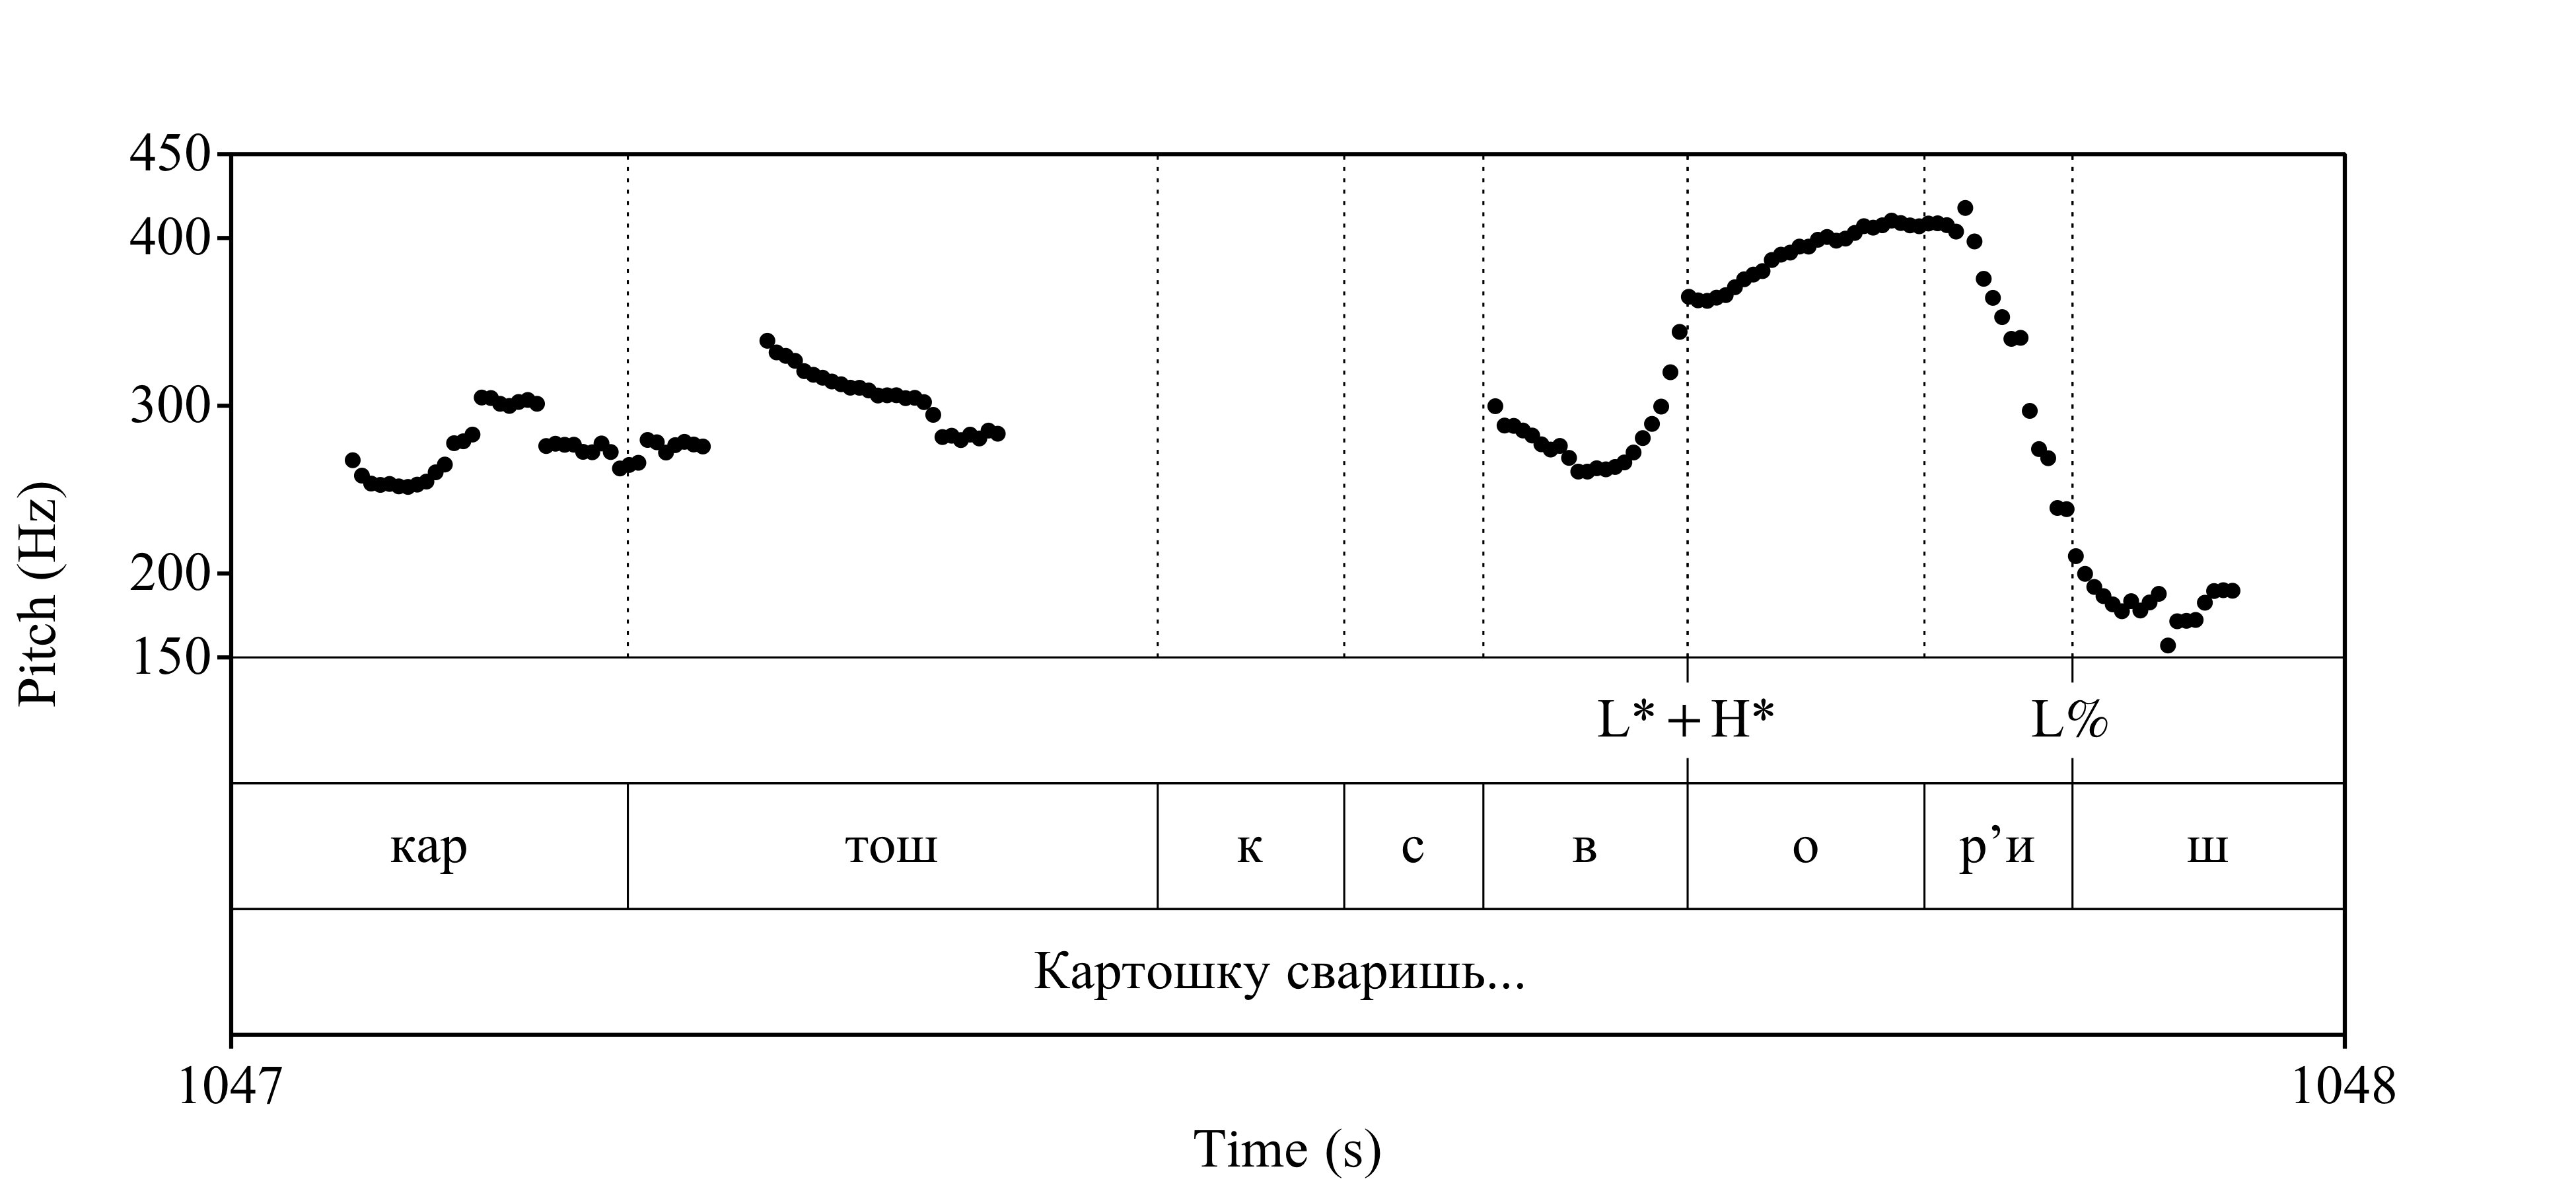 450
400
300
200
150
Pitch (Hz)
L* + H* L%
кар тош к с в о р’и ш
Картошку сваришь...
1047 1048
Time (s)